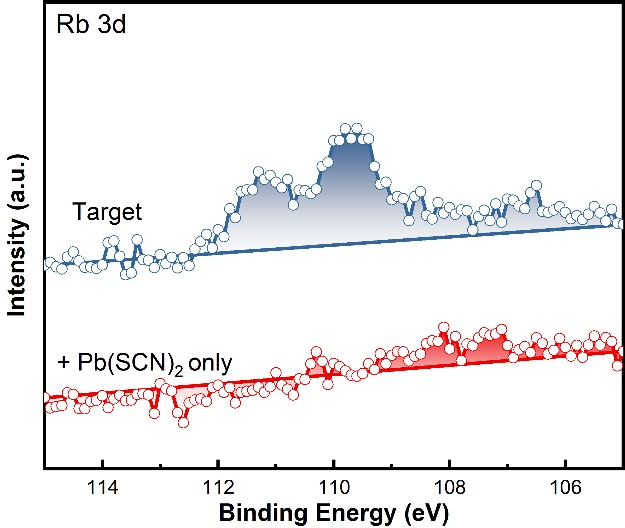 Rb 3d
Intensity (a.u.)
Target
+ Pb(SCN)₂ only
114 112 110 108 106
Binding Energy (eV)